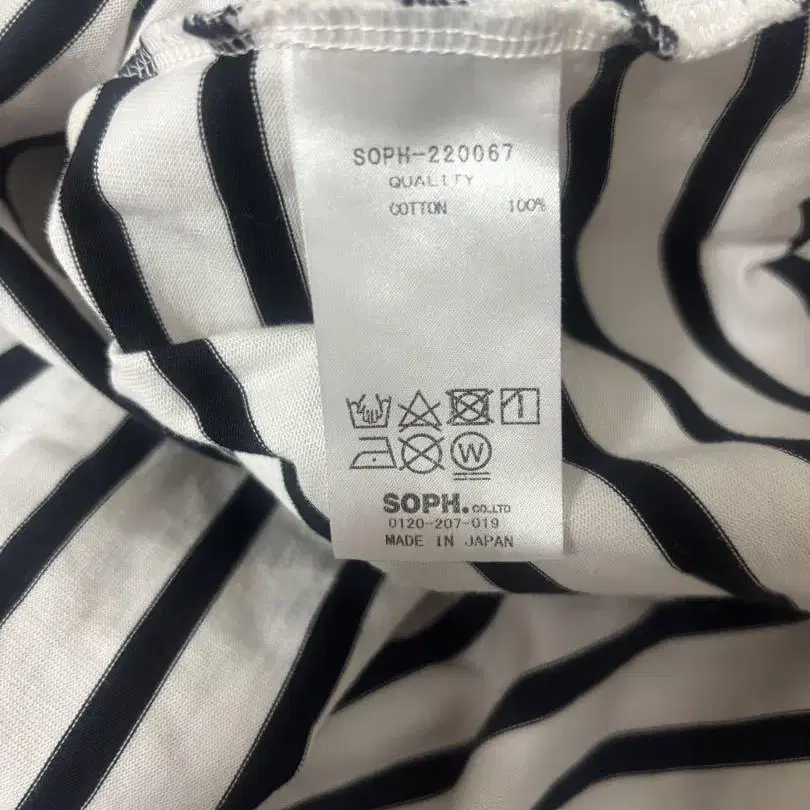 SOPH-220067
QUALITY
COTTON 100%
W
SOPH. CO.,LTD
0120-207-019
MADE IN JAPAN